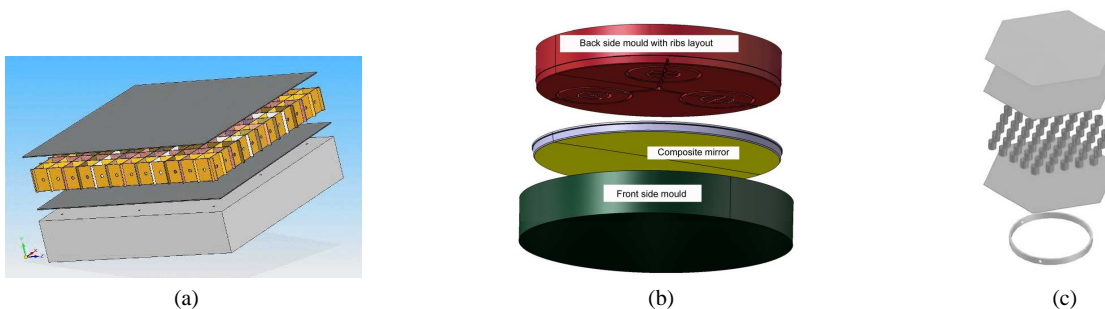 Back side mould with ribs layout
Composite mirror
Front side mould
(a)
(b)
(c)